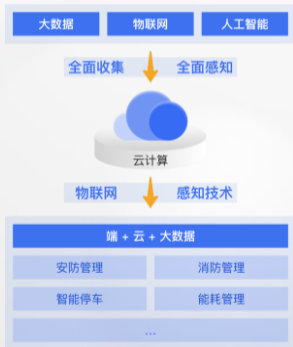 大数据 物联网 人工智能
全面收集 全面感知
云计算
物联网 感知技术
端 + 云 + 大数据
安防管理 消防管理
智能停车 能耗管理
...